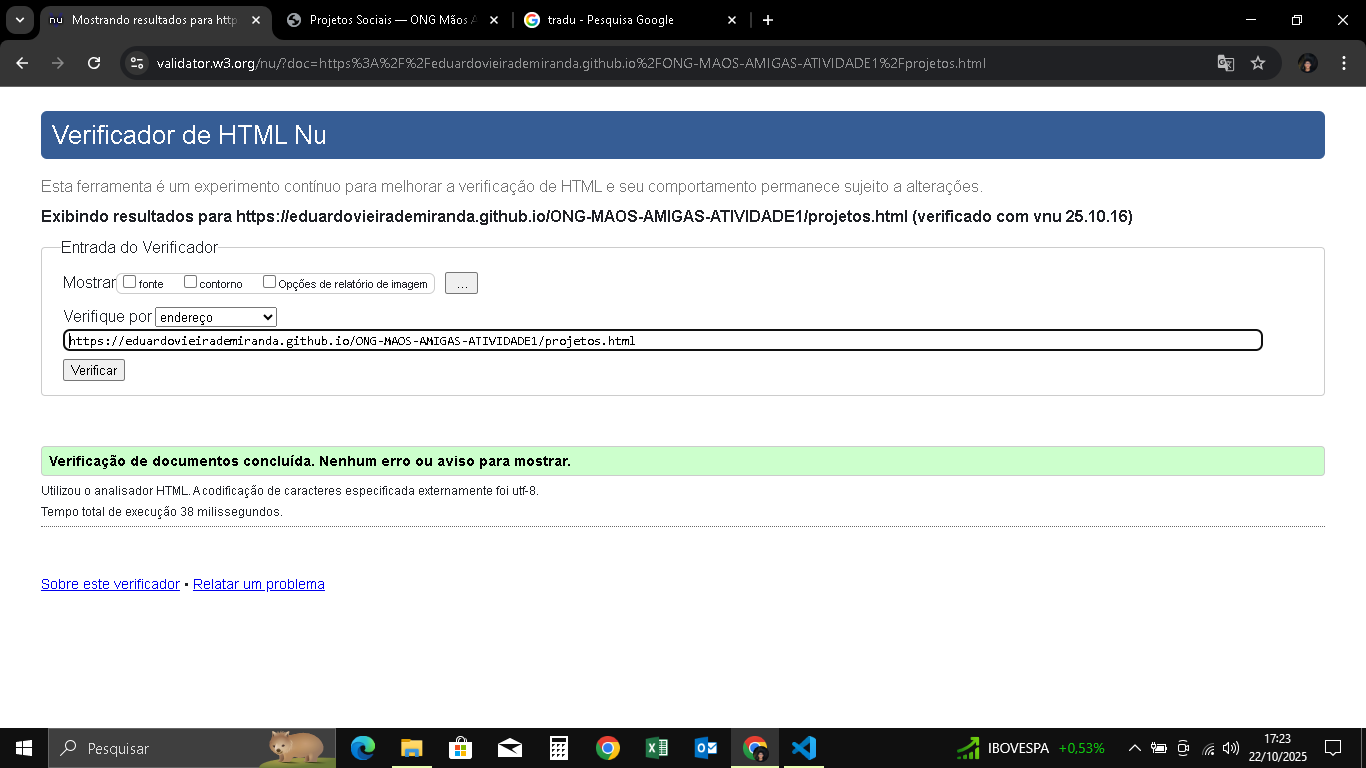 Mostrando resultados para http
Projetos Sociais — ONG Mãos A
tradu - Pesquisa Google
validator.w3.org/nu/?doc=https%3A%2F%2Feduardovieirademiranda.github.io%2FONG-MAOS-AMIGAS-ATIVIDADE1%2Fprojetos.html
Verificador de HTML Nu
Esta ferramenta é um experimento contínuo para melhorar a verificação de HTML e seu comportamento permanece sujeito a alterações.
Exibindo resultados para https://eduardovieirademiranda.github.io/ONG-MAOS-AMIGAS-ATIVIDADE1/projetos.html (verificado com vnu 25.10.16)
Entrada do Verificador
Mostrar fonte contorno Opções de relatório de imagem ...
Verifique por endereço
https://eduardovieirademiranda.github.io/ONG-MAOS-AMIGAS-ATIVIDADE1/projetos.html
Verificar
Verificação de documentos concluída. Nenhum erro ou aviso para mostrar.
Utilizou o analisador HTML. A codificação de caracteres especificada externamente foi utf-8.
Tempo total de execução 38 milissegundos.
Sobre este verificador • Relatar um problema
Pesquisar
IBOVESPA +0,53%
17:23
22/10/2025